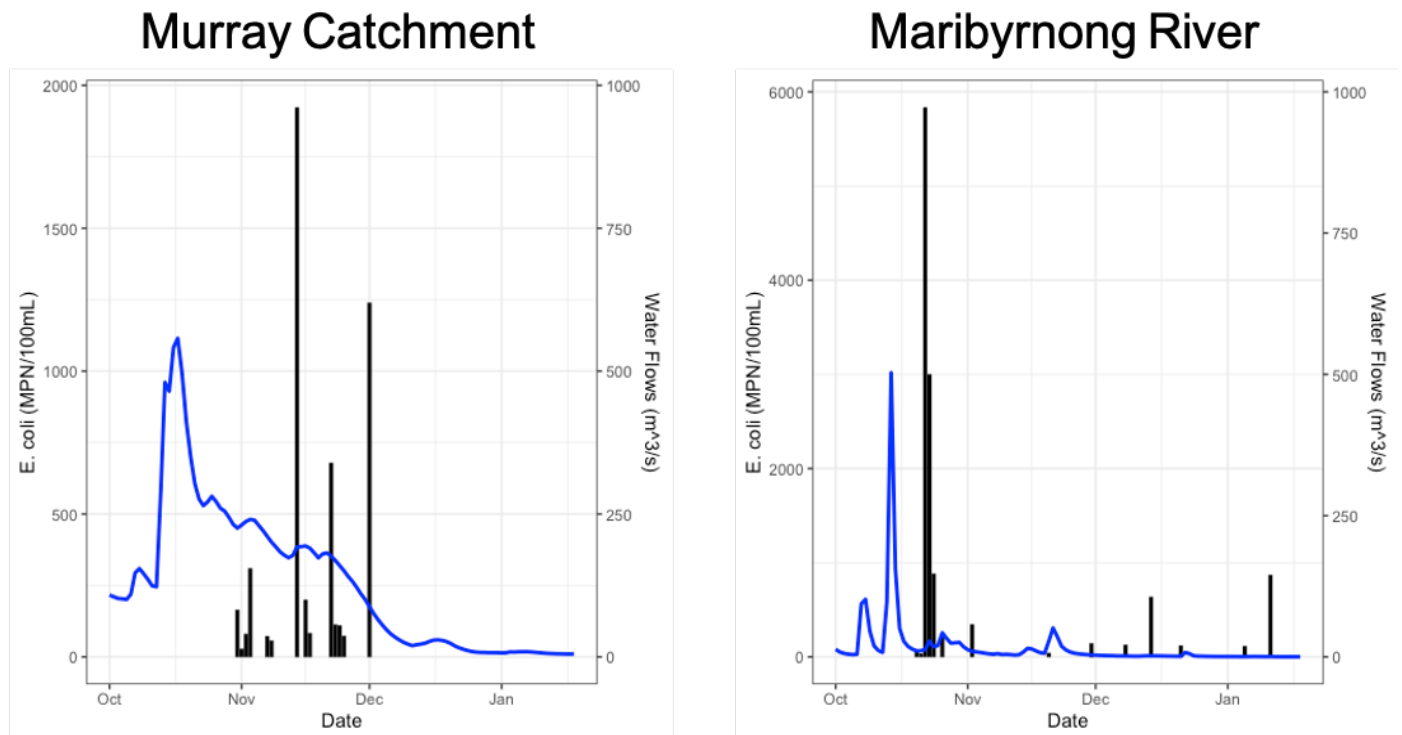 Murray Catchment
2000
1500
1000
500
0
E. coli (MPN/100mL)
1000
750
500
250
0
Water Flows (m^3/s)
Oct Nov Dec Jan
Date
Maribyrnong River
6000
4000
2000
0
E. coli (MPN/100mL)
1000
750
500
250
0
Water Flows (m^3/s)
Oct Nov Dec Jan
Date